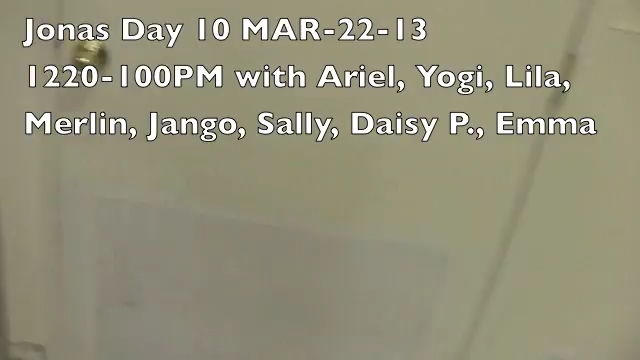 Jonas Day 10 MAR-22-13
1220-100PM with Ariel, Yogi, Lila,
Merlin, Jango, Sally, Daisy P., Emma